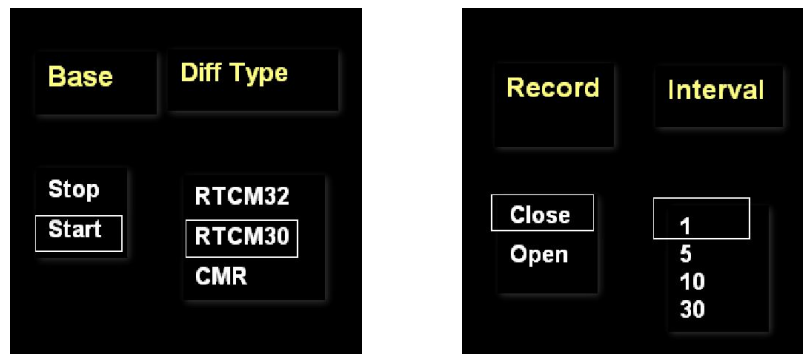 Base
Diff Type
Stop
Start
RTCM32
RTCM30
CMR
Record
Interval
Close
Open
1
5
10
30